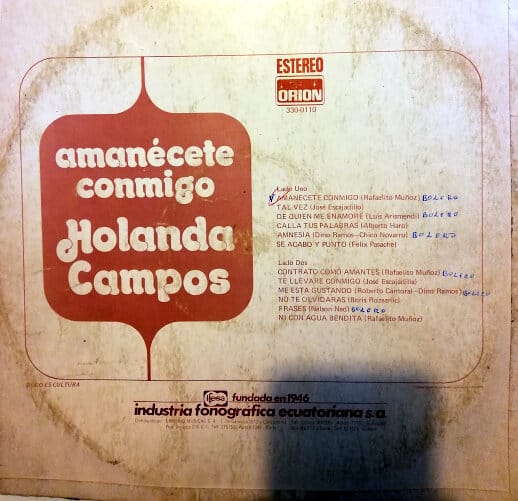 ESTEREO
ORION
330-0110
amanécete
conmigo
Holanda
Campos
Lado Uno
AMANECETE CONMIGO (Rafaelito Muñoz) BOLERO
TAL VEZ (José Escajadillo)
DE QUIEN ME ENAMORE (Luis Arismendi) BOLERO
CALLA TUS PALABRAS (Alberto Haro)
AMNESIA (Dino Ramos-Chico Novarro) BOLERO
SE ACABO Y PUNTO (Felix Pasache)
Lado Dos
CONTRATO COMO AMANTES (Rafaelito Muñoz) BOLERO
TE LLEVARE CONMIGO (José Escajadillo)
ME ESTA GUSTANDO (Roberto Cantoral-Dino Ramos) BOLERO
NO TE OLVIDARAS (Boris)
FRASES (Nelson Ned) BOLERO
NI CON AGUA BENDITA (Rafaelito Muñoz)
DISCO ES CULTURA
ifesa fundada en 1946
industria fonográfica ecuatoriana s.a.